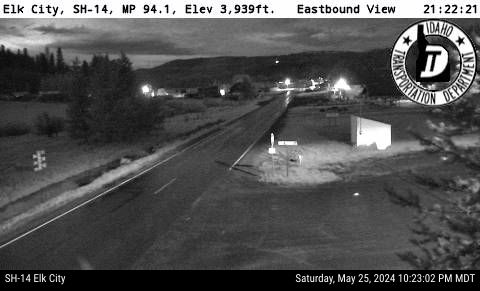 Elk City, SH-14, MP 94.1, Elev 3,939ft. Eastbound View 21:22:21
IDAHO
TRANSPORTATION DEPARTMENT
SH-14 Elk City Saturday, May 25, 2024 10:23:02 PM MDT